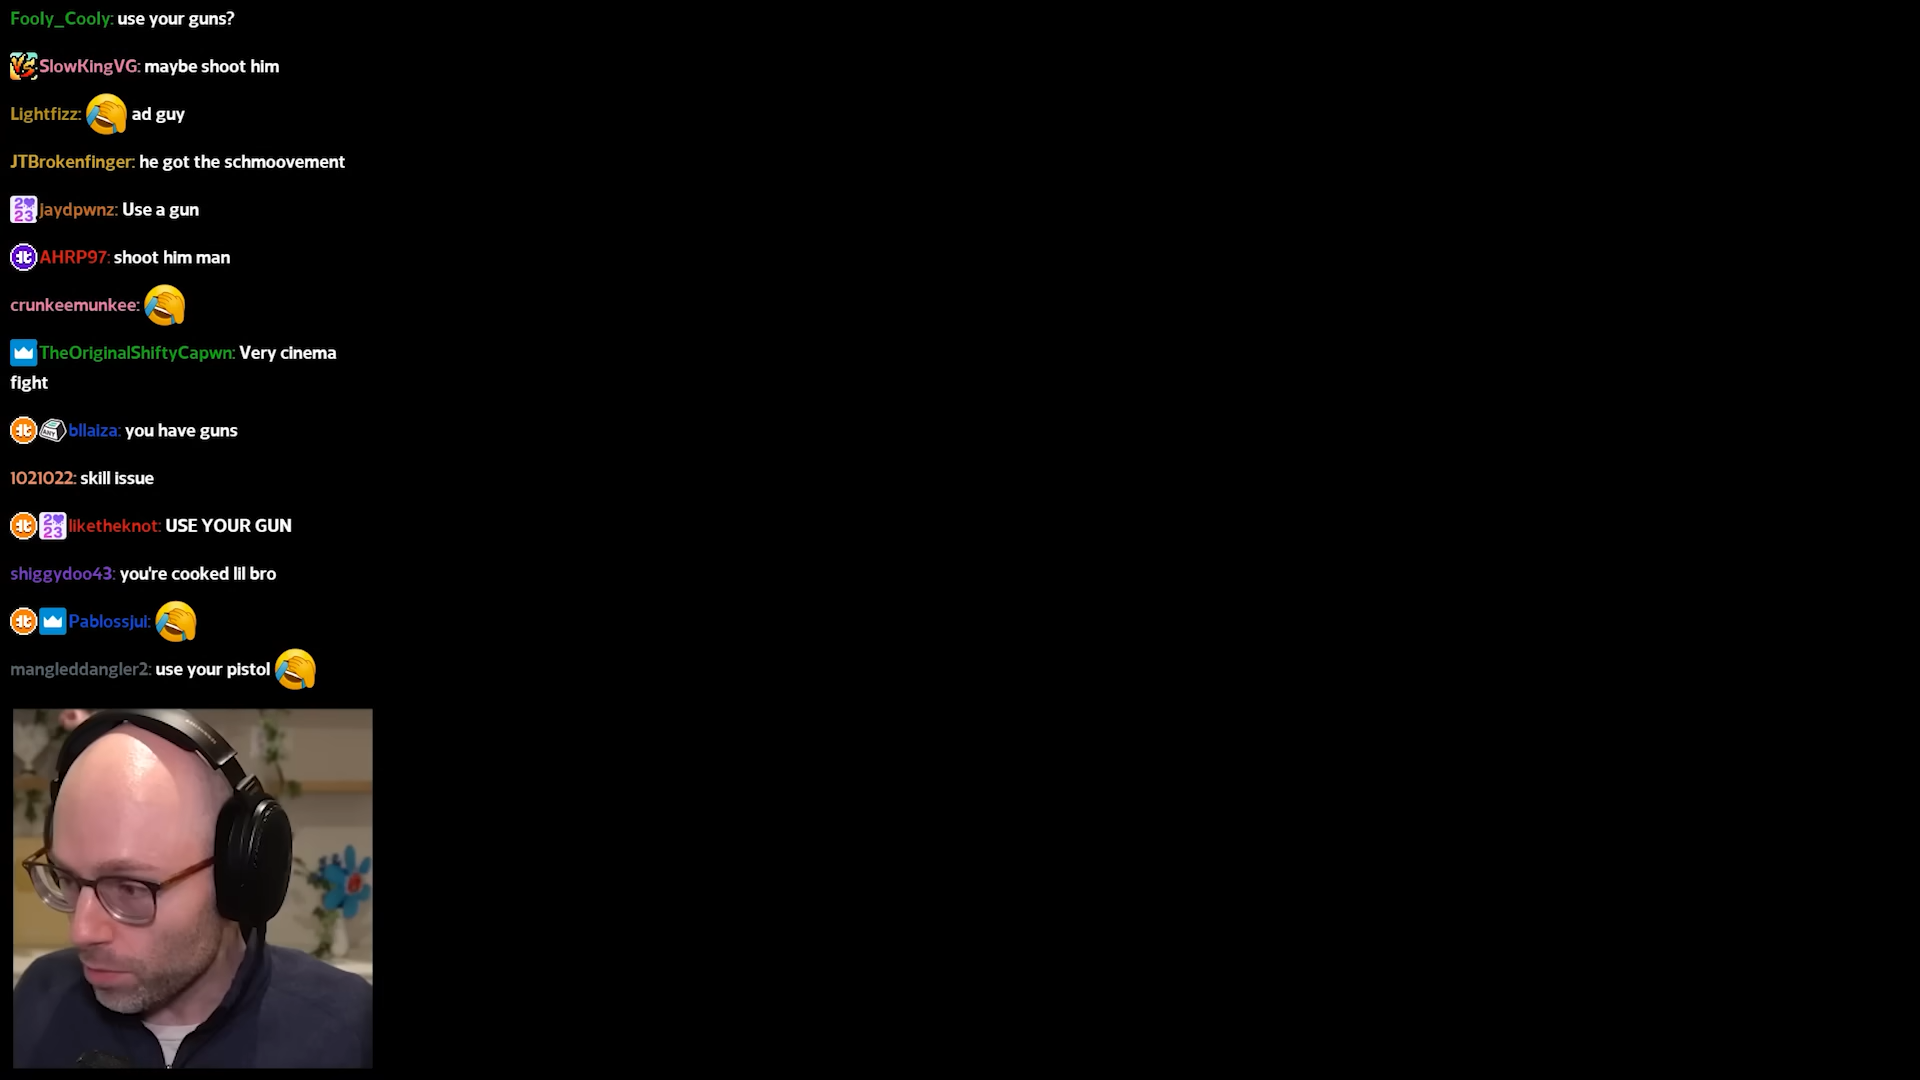 Fooly_Cooly: use your guns?
SlowKingVG: maybe shoot him
Lightfizz: ad guy
JTBrokenfinger: he got the schmoovement
jaydpwnz: Use a gun
AHRP97: shoot him man
crunkeemunkee:
TheOriginalShiftyCapwn: Very cinema
fight
bllaiza: you have guns
1021022: skill issue
liketheknot: USE YOUR GUN
shiggydoo43: you're cooked lil bro
Pablossjui:
mangleddangler2: use your pistol